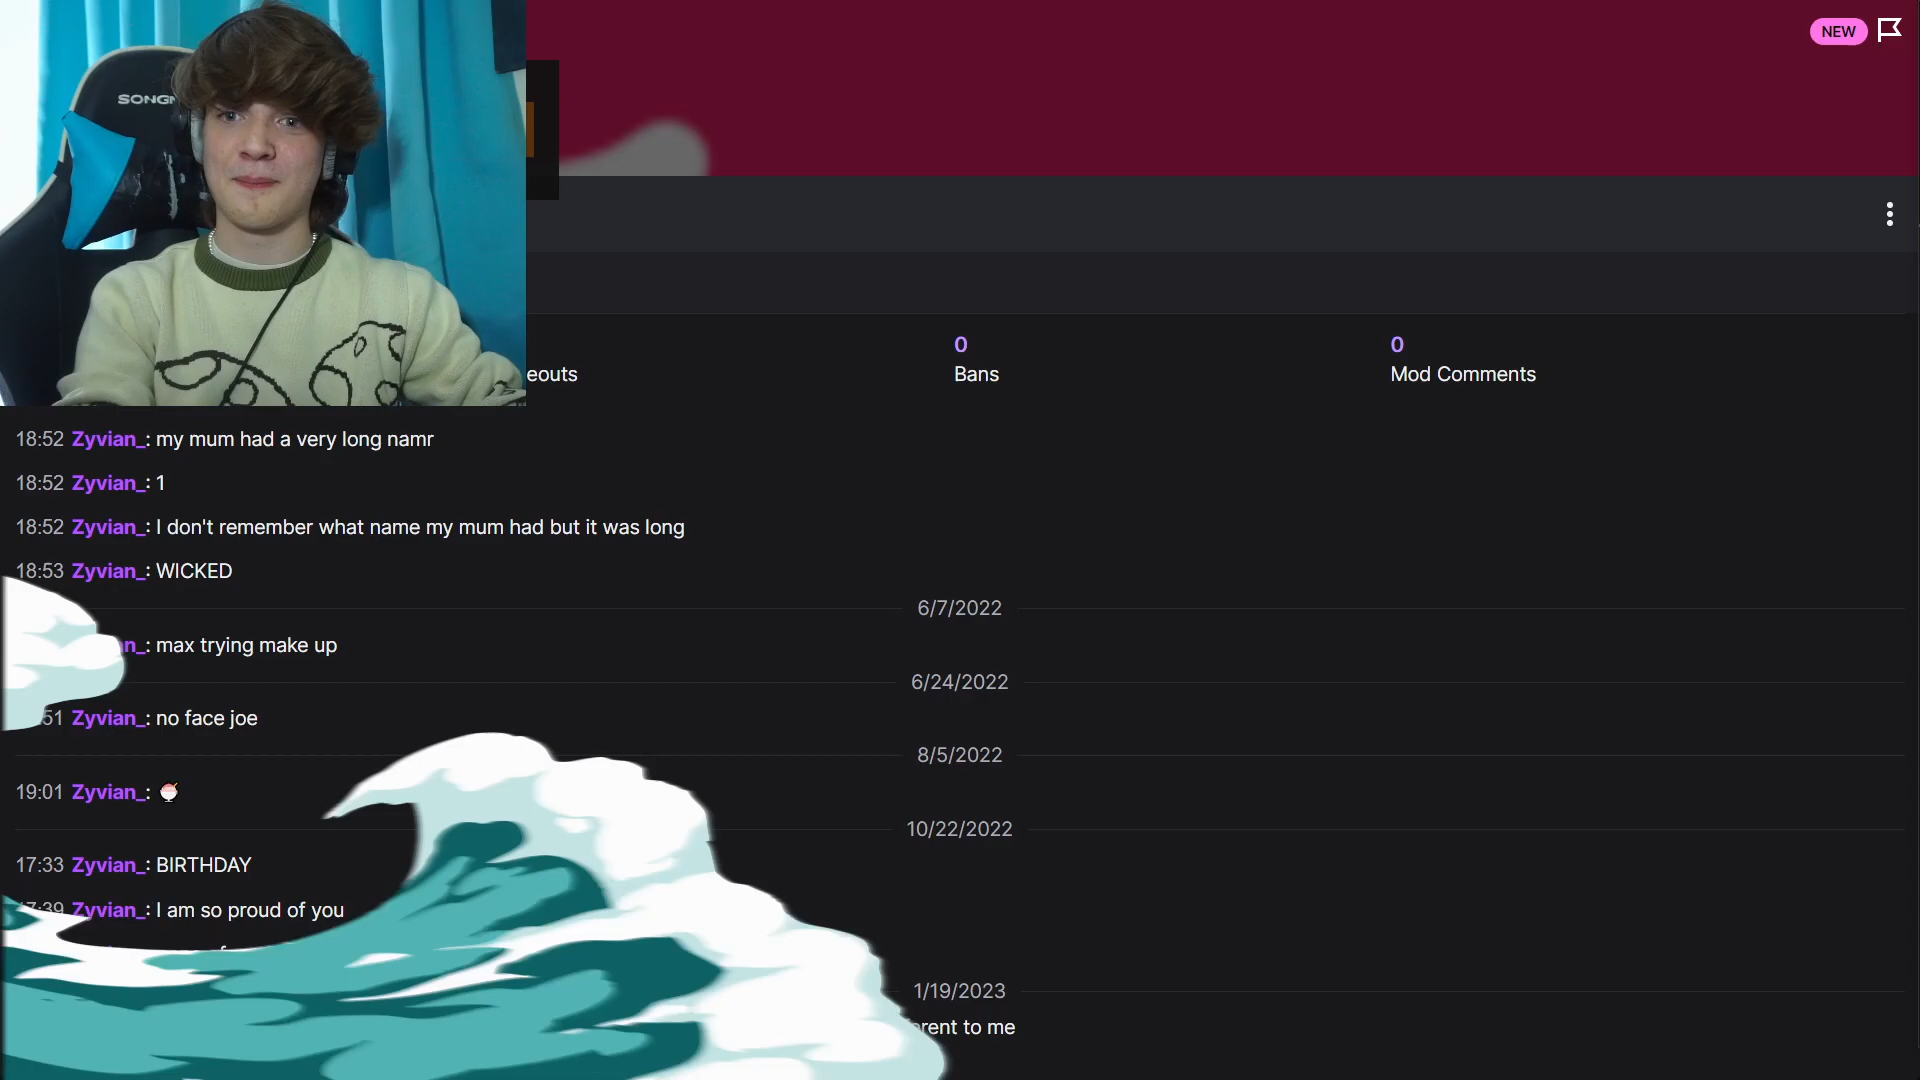 NEW
SONGM
0
0
eouts
Bans
Mod Comments
18:52 Zyvian_: my mum had a very long namr
18:52 Zyvian_: 1
18:52 Zyvian_: I don't remember what name my mum had but it was long
18:53 Zyvian_: WICKED
6/7/2022
n_: max trying make up
6/24/2022
51 Zyvian_: no face joe
8/5/2022
19:01 Zyvian_: 🍧
10/22/2022
17:33 Zyvian_: BIRTHDAY
17:39 Zyvian_: I am so proud of you
1/19/2023
rent to me